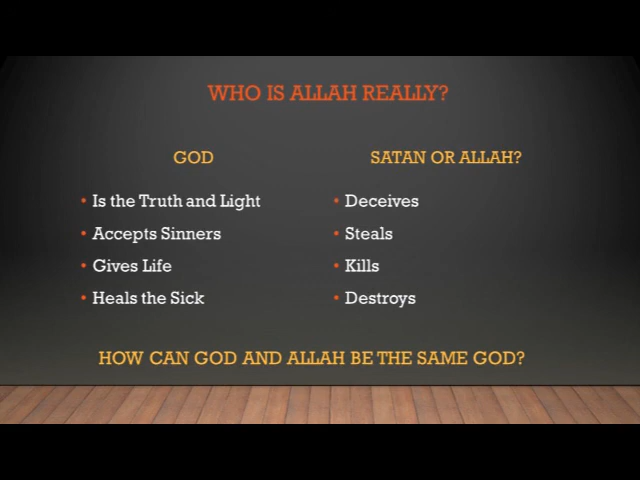 WHO IS ALLAH REALLY?
GOD
• Is the Truth and Light
• Accepts Sinners
• Gives Life
• Heals the Sick
SATAN OR ALLAH?
• Deceives
• Steals
• Kills
• Destroys
HOW CAN GOD AND ALLAH BE THE SAME GOD?